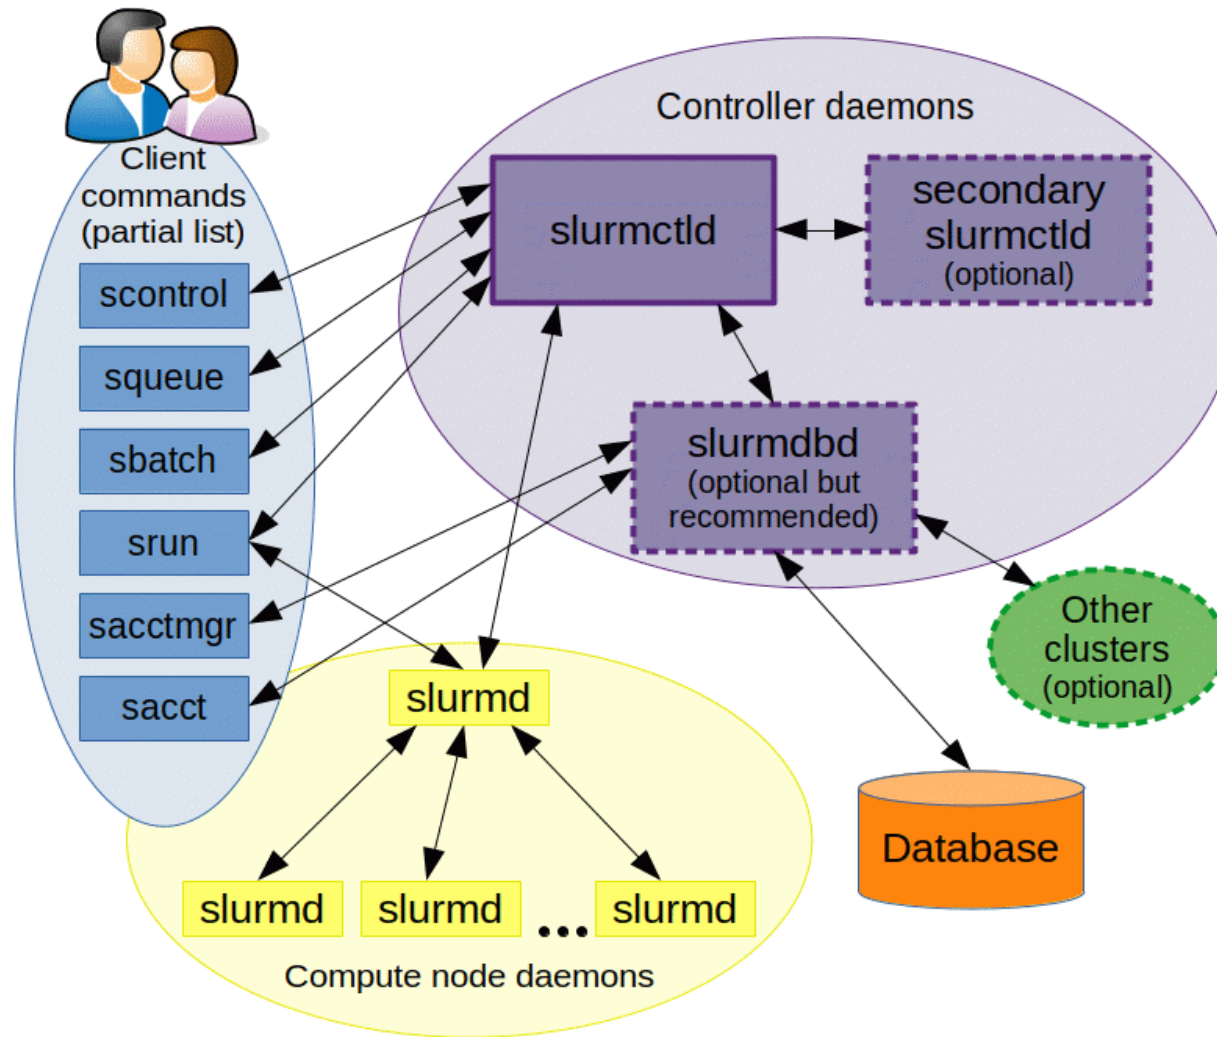 Client
commands
(partial list)
scontrol
squeue
sbatch
srun
sacctmgr
sacct
Controller daemons
slurmctld
secondary
slurmctld
(optional)
slurmdbd
(optional but
recommended)
Other
clusters
(optional)
Database
slurmd
slurmd
slurmd
...
slurmd
Compute node daemons